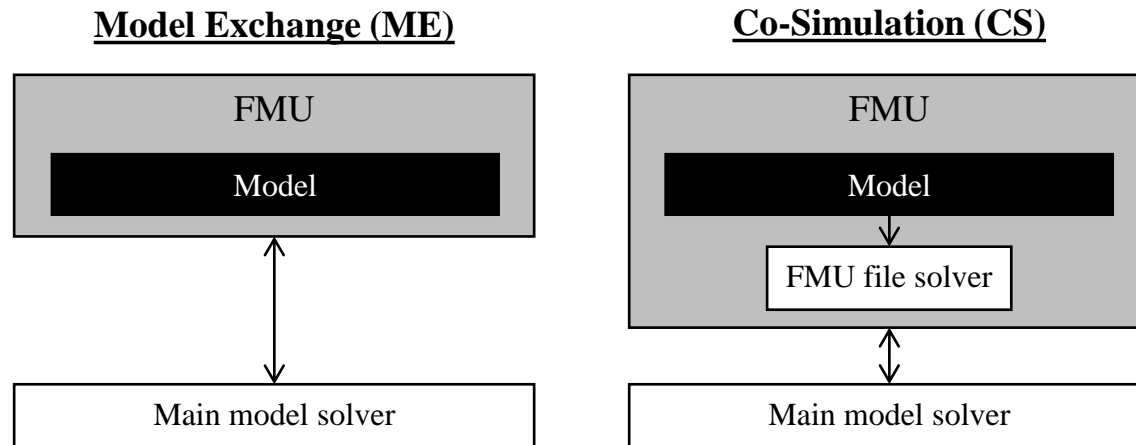 Model Exchange (ME)
FMU
Model
Main model solver
Co-Simulation (CS)
FMU
Model
FMU file solver
Main model solver